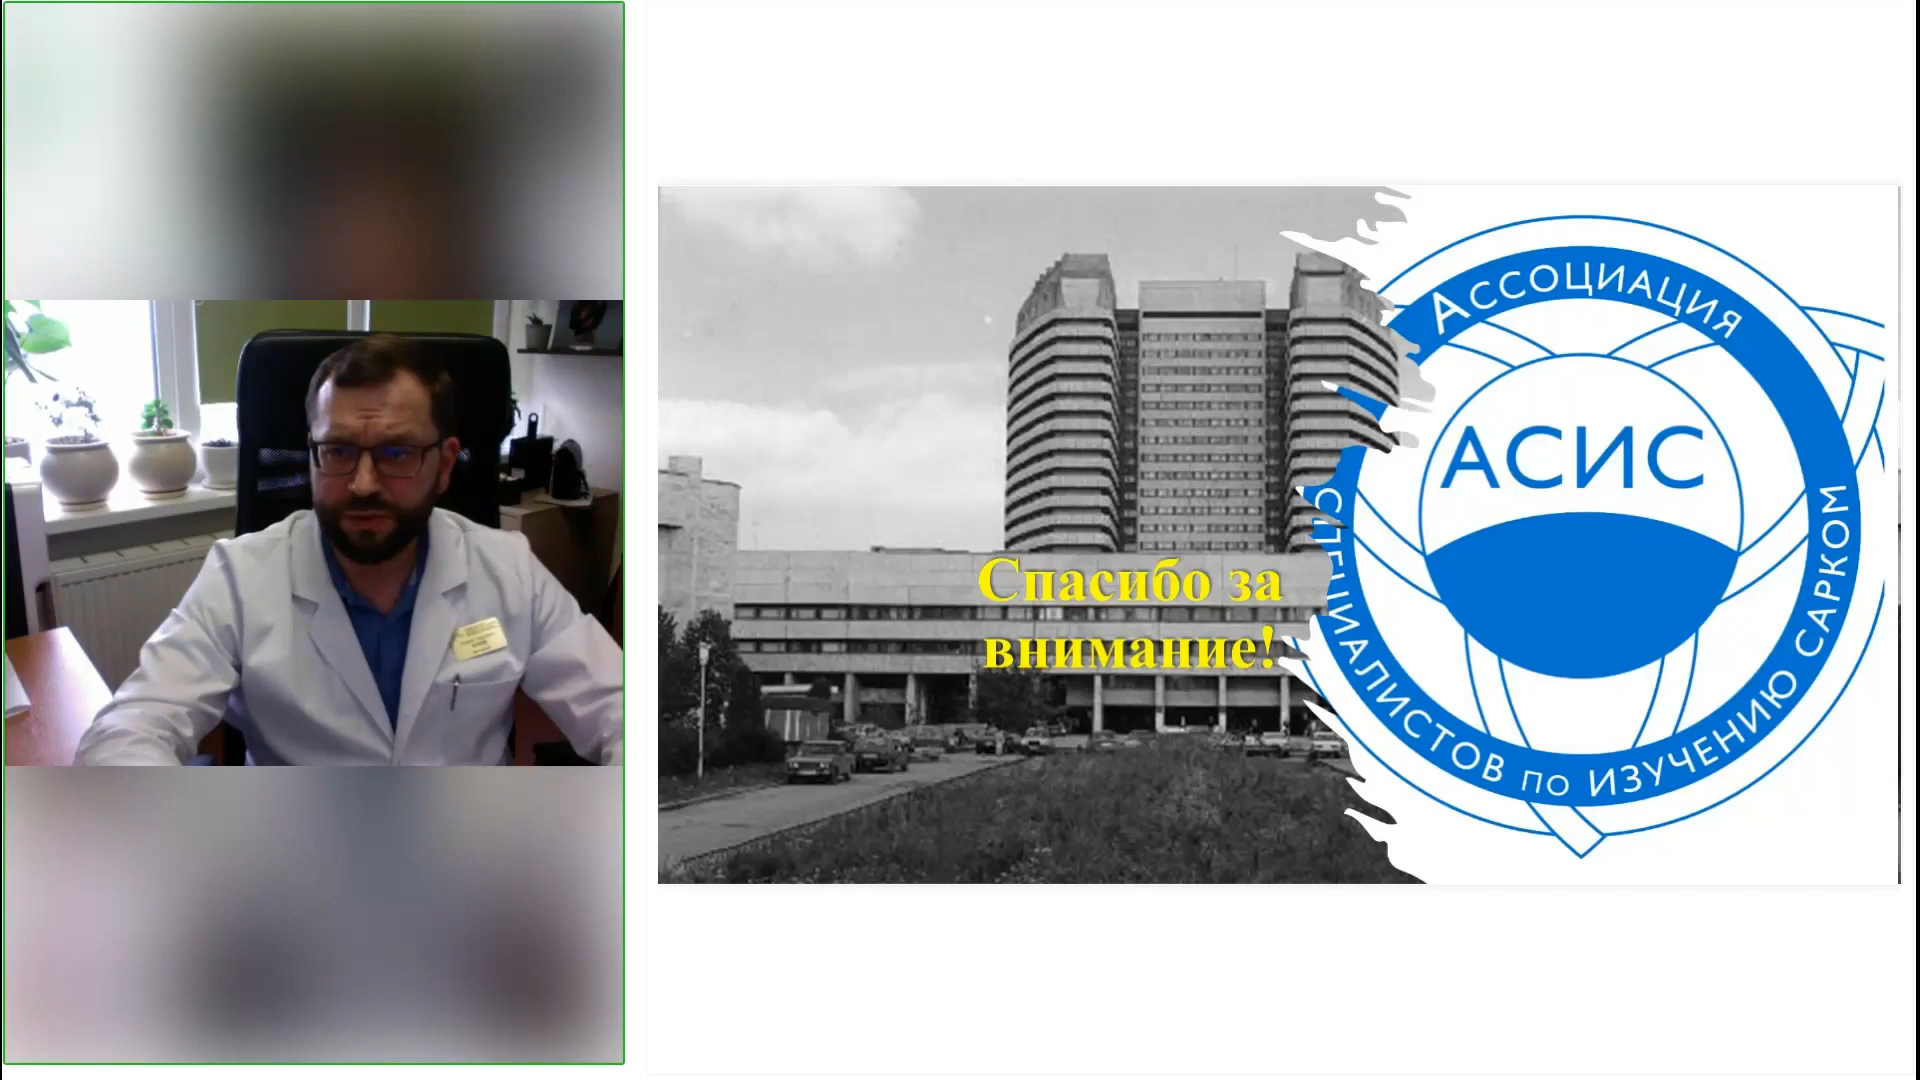 Спасибо за
внимание!
Ассоциация
АСИС
специалистов по изучению сарком